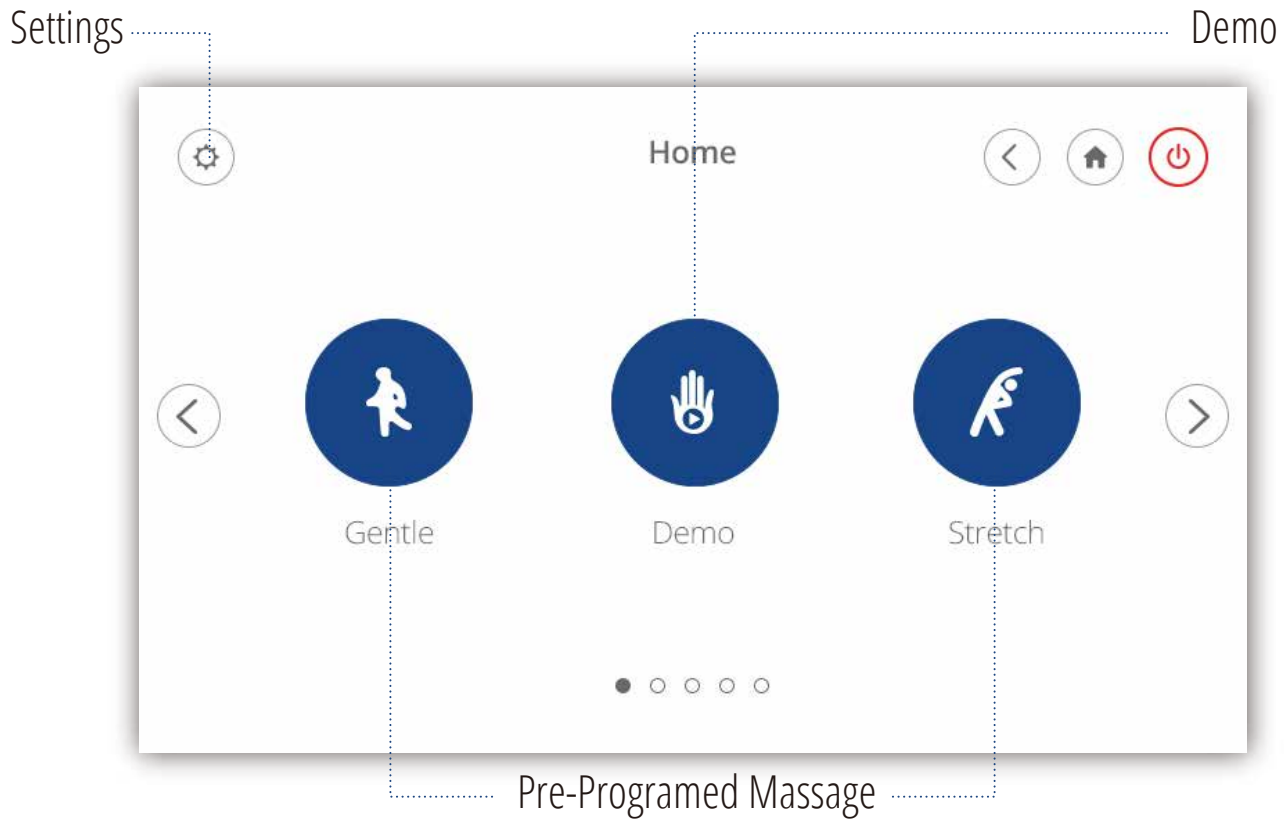 Settings
Demo
Home
Gentle
Demo
Stretch
Pre-Programed Massage